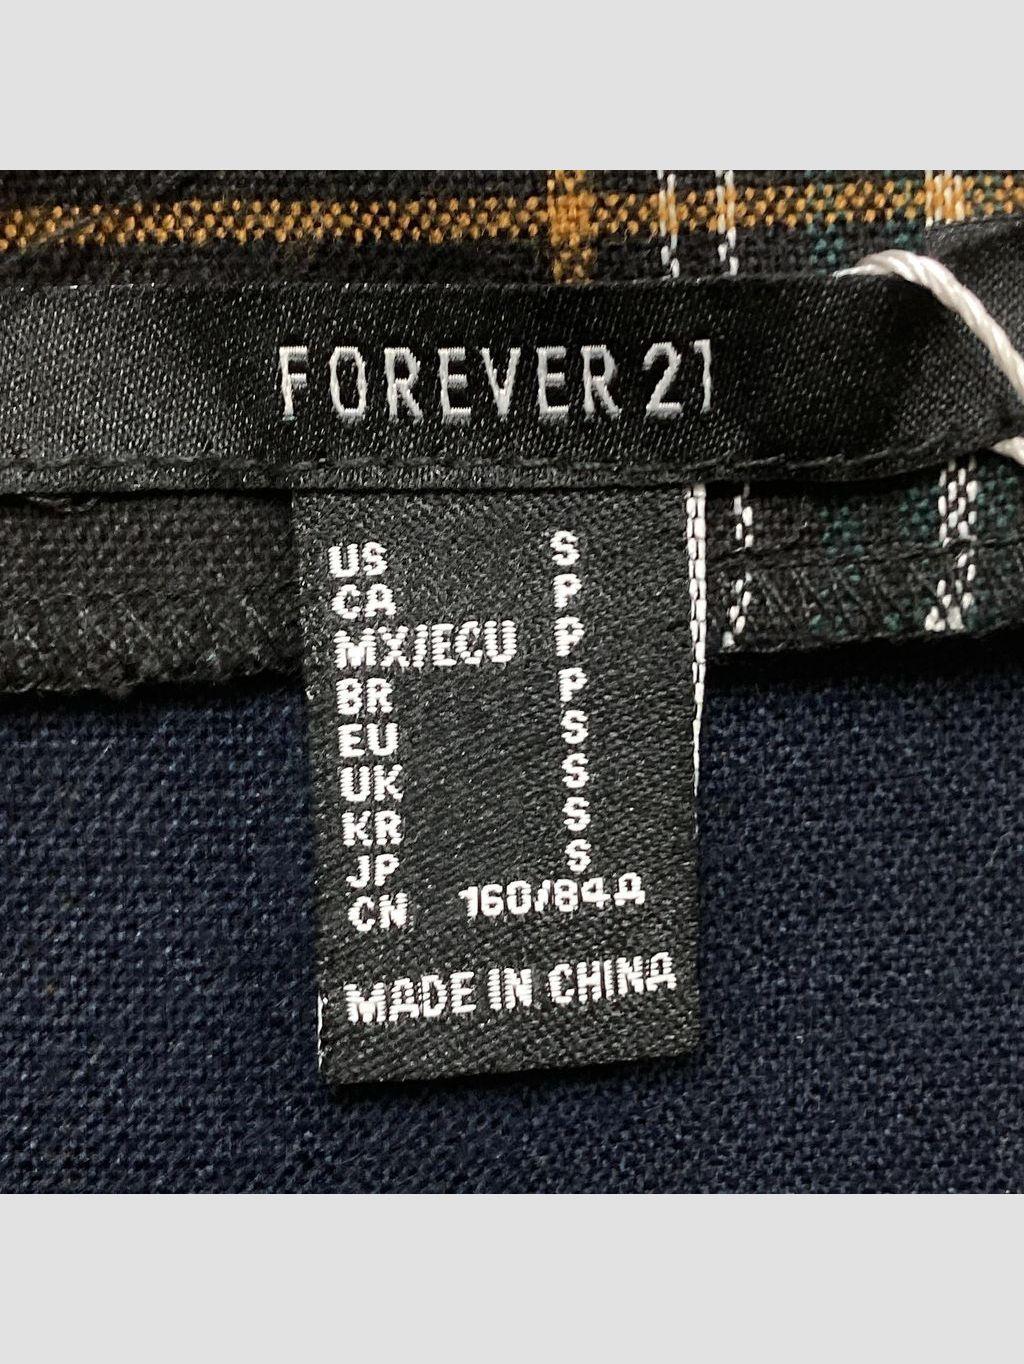 FOREVER 21
US S
CA P
MX/ECU P
BR P
EU S
UK S
KR S
JP S
CN 160/84A
MADE IN CHINA